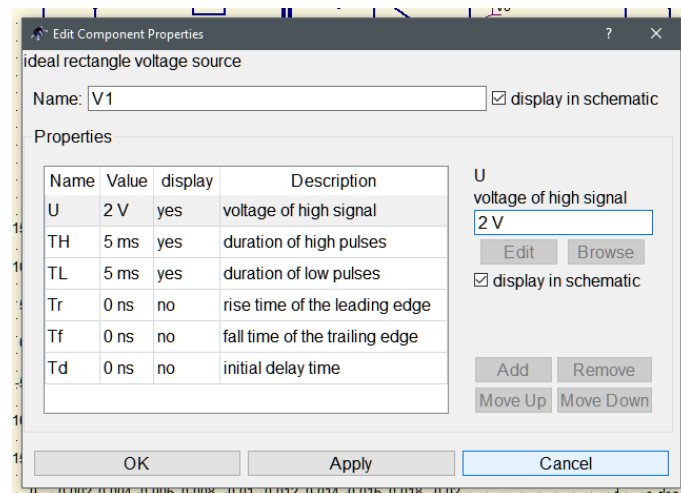 Edit Component Properties ? ×
ideal rectangle voltage source
Name: V1 display in schematic
Properties
Name Value display Description
U 2 V yes voltage of high signal
TH 5 ms yes duration of high pulses
TL 5 ms yes duration of low pulses
Tr 0 ns no rise time of the leading edge
Tf 0 ns no fall time of the trailing edge
Td 0 ns no initial delay time
U
voltage of high signal
2 V
Edit Browse
display in schematic
Add Remove
Move Up Move Down
OK Apply Cancel